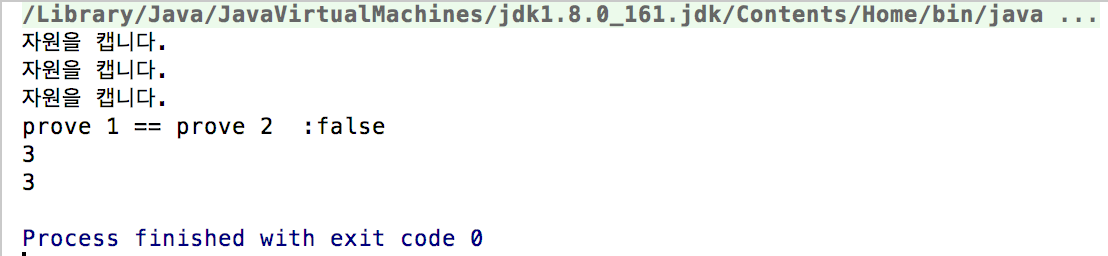 /Library/Java/JavaVirtualMachines/jdk1.8.0_161.jdk/Contents/Home/bin/java ...
자원을 캡니다.
자원을 캡니다.
자원을 캡니다.
prove 1 == prove 2  :false
3
3
Process finished with exit code 0